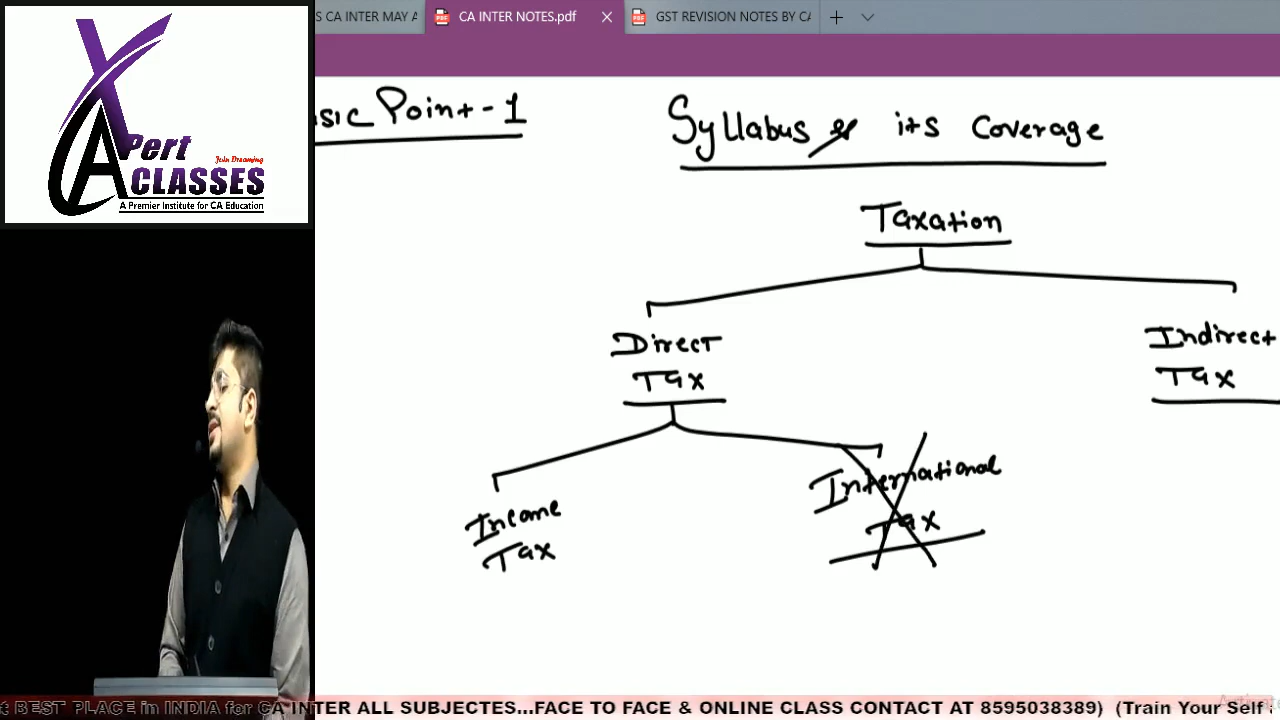 S CA INTER MAY A
CA INTER NOTES.pdf
GST REVISION NOTES BY CA
X
Pert
Join Dreaming
CA CLASSES
A Premier Institute for CA Education
asic Point-1
Syllabus & its Coverage
Taxation
Direct
Tax
Indirect
Tax
Income
Tax
International
Tax
BEST PLACE in INDIA for CA INTER ALL SUBJECTES...FACE TO FACE & ONLINE CLASS CONTACT AT 8595038389) (Train Your Self